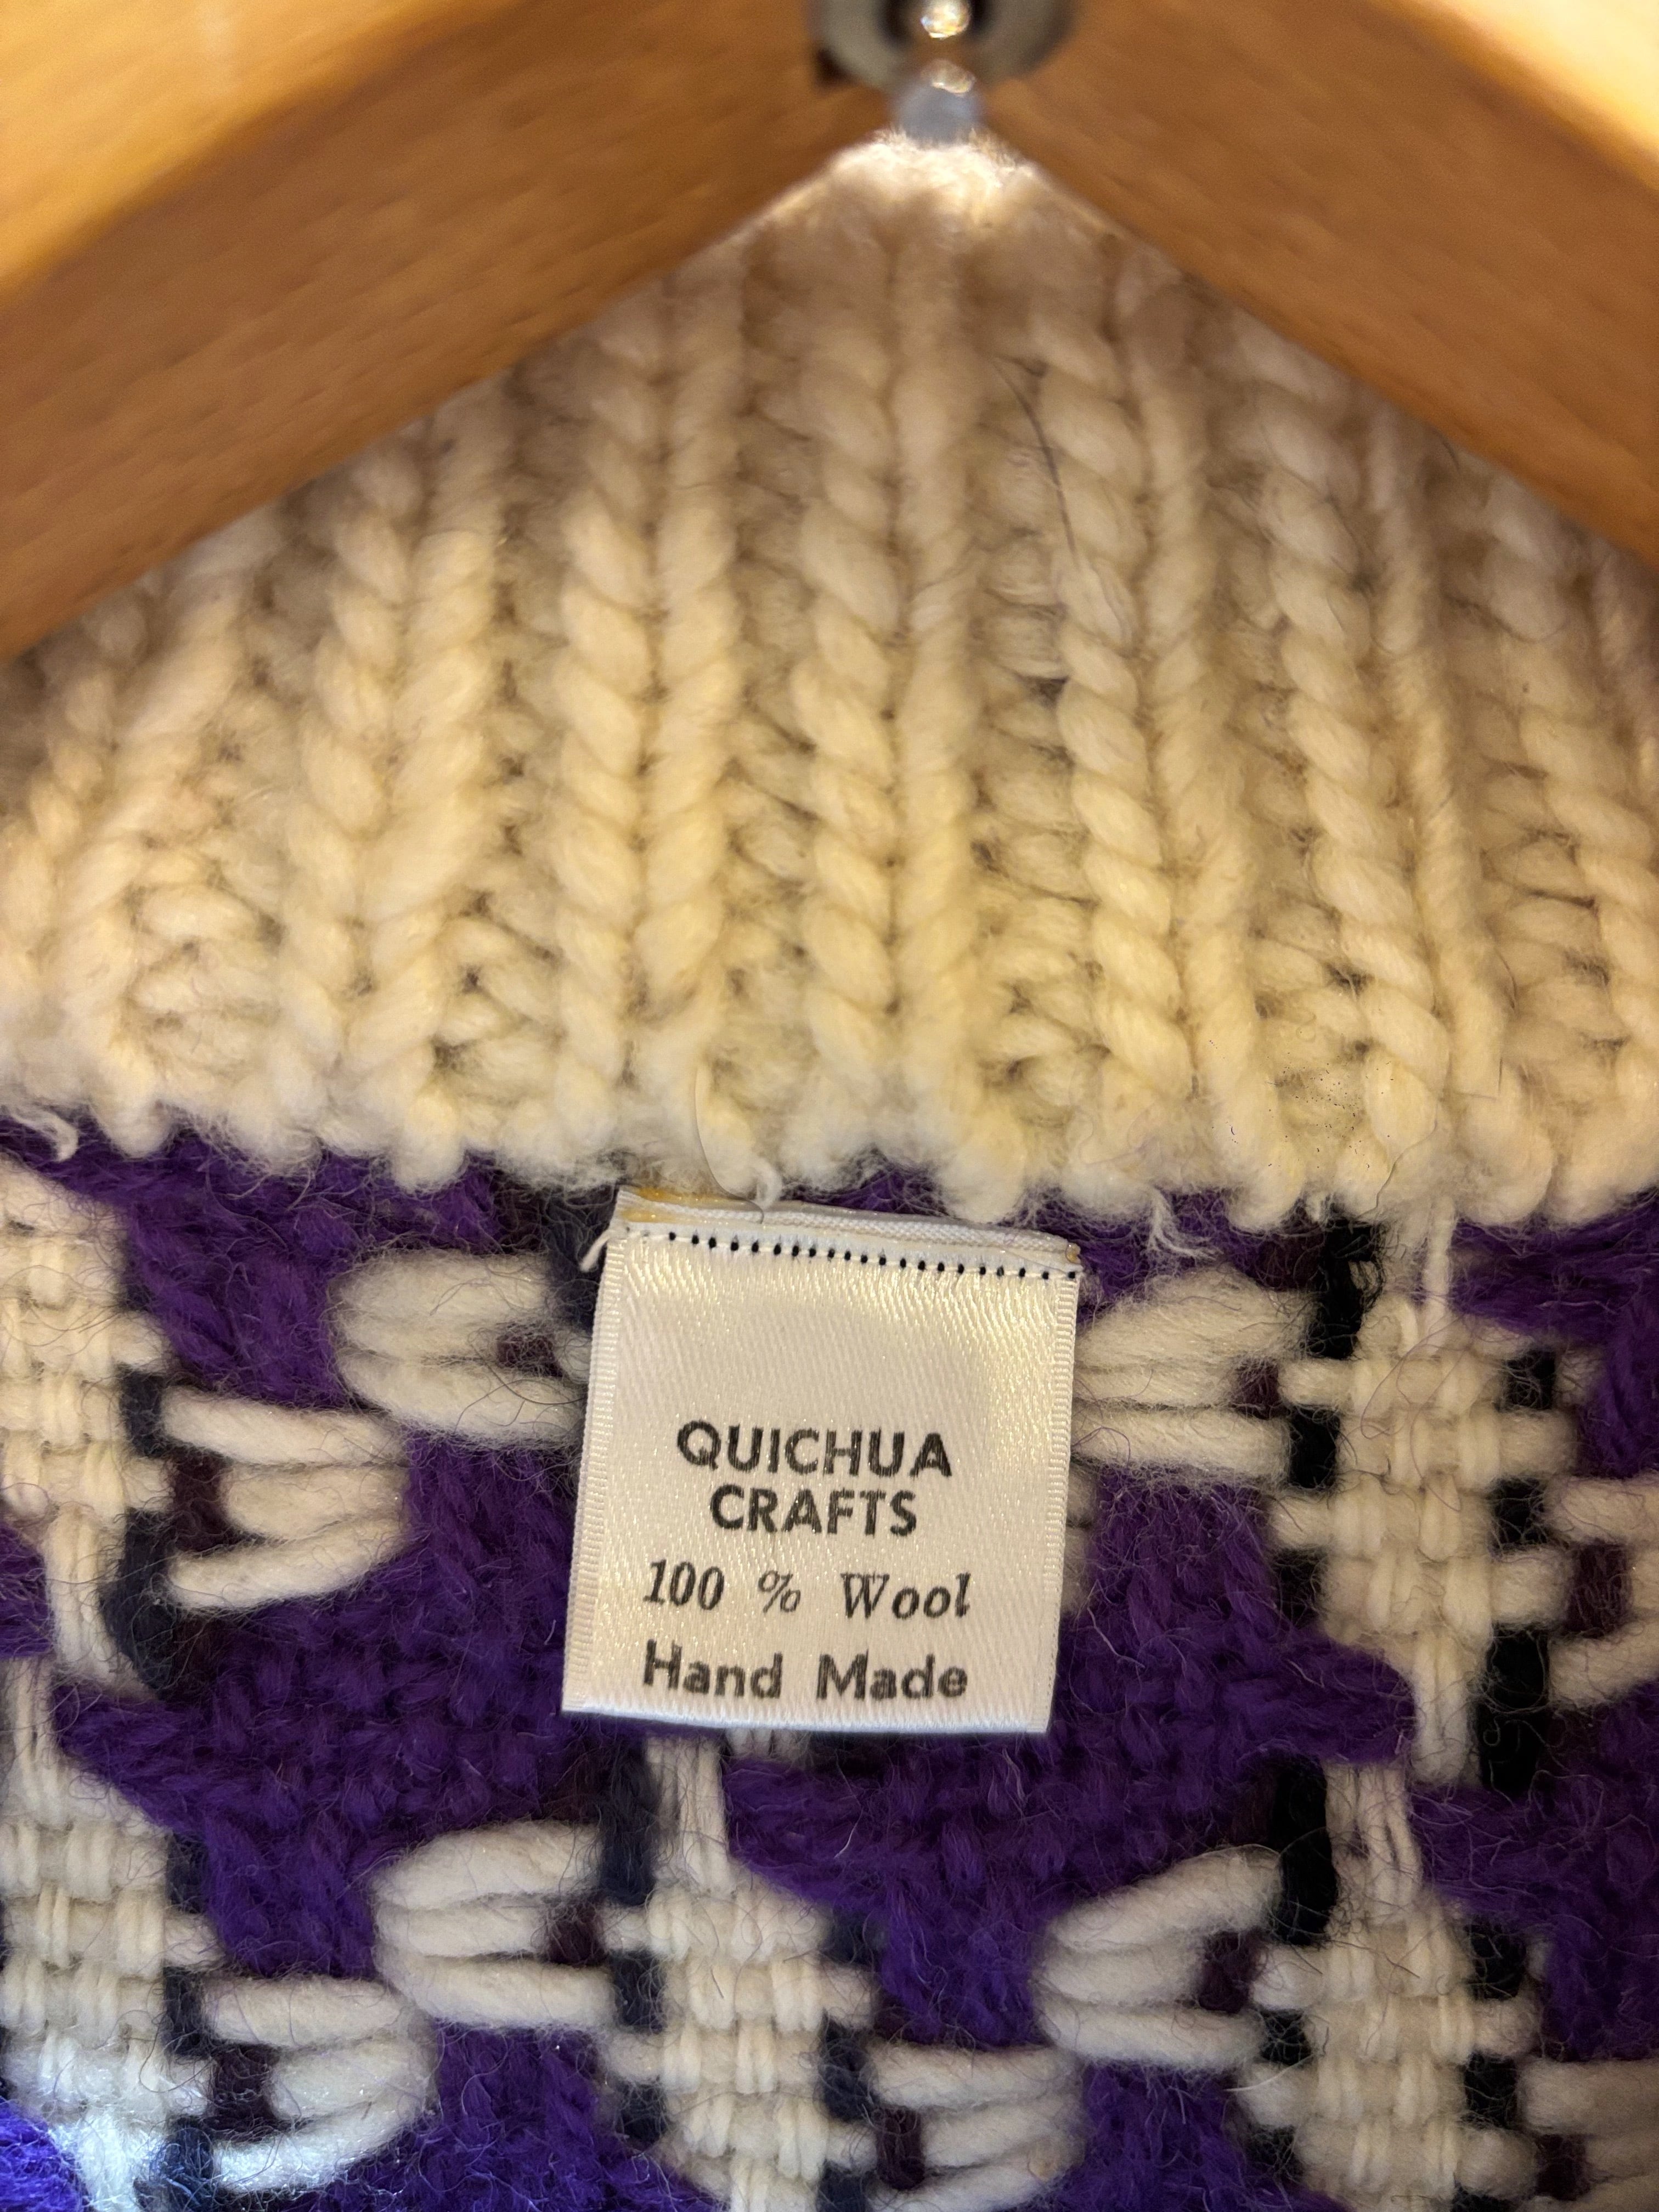 QUICHUA
CRAFTS
100 % Wool
Hand Made